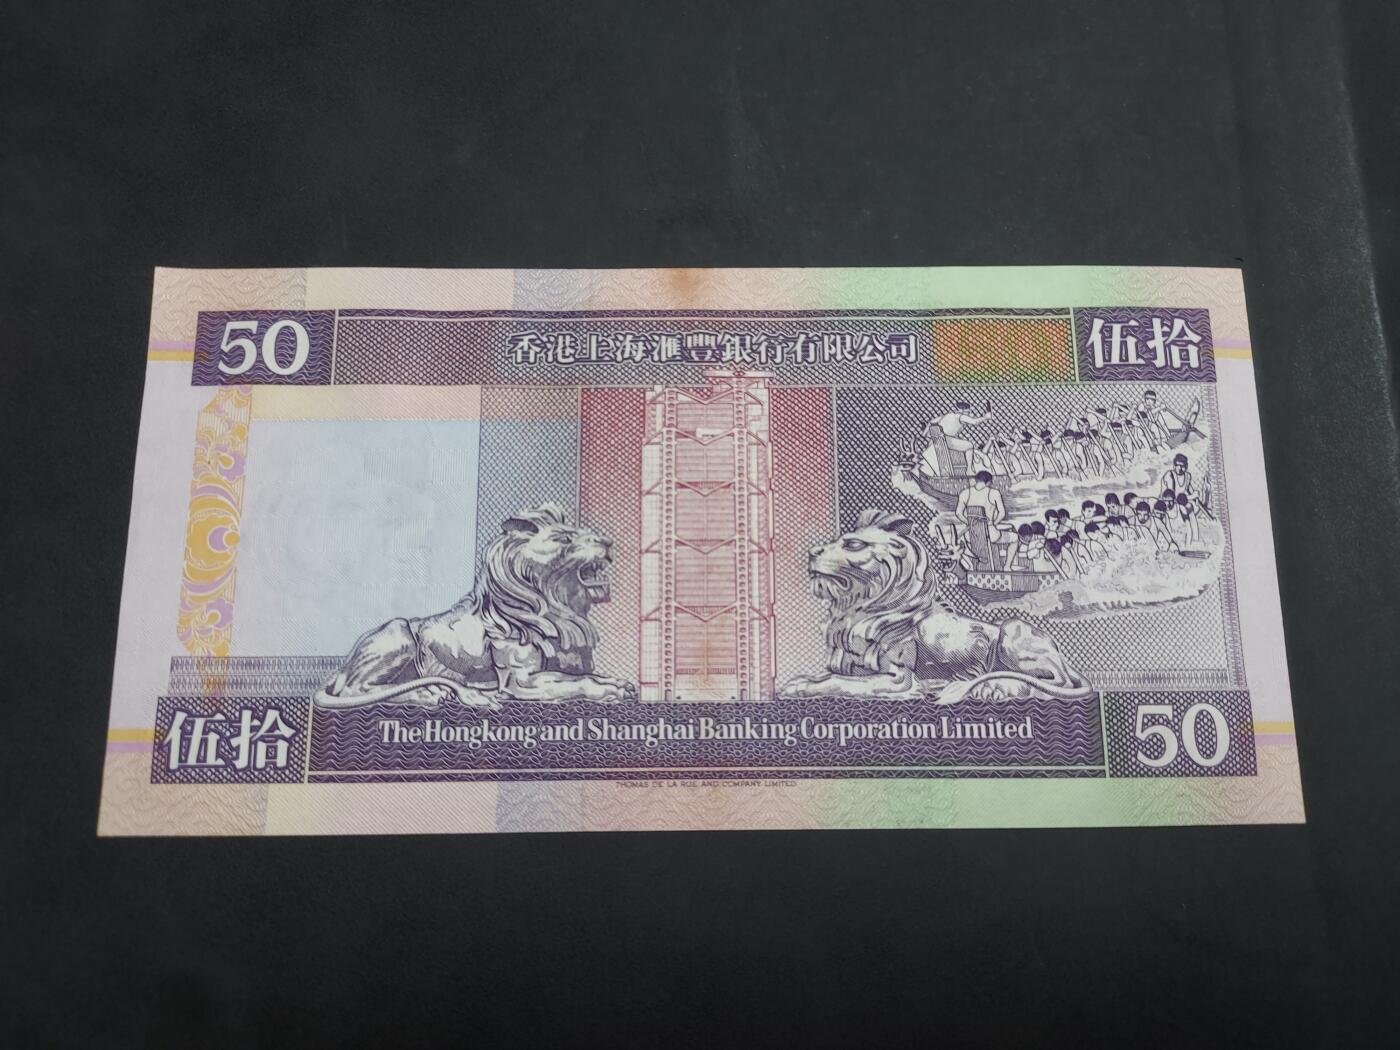 50
香港上海滙豐銀行有限公司
伍拾
伍拾
The Hongkong and Shanghai Banking Corporation Limited
50
THOMAS DE LA RUE AND COMPANY LIMITED